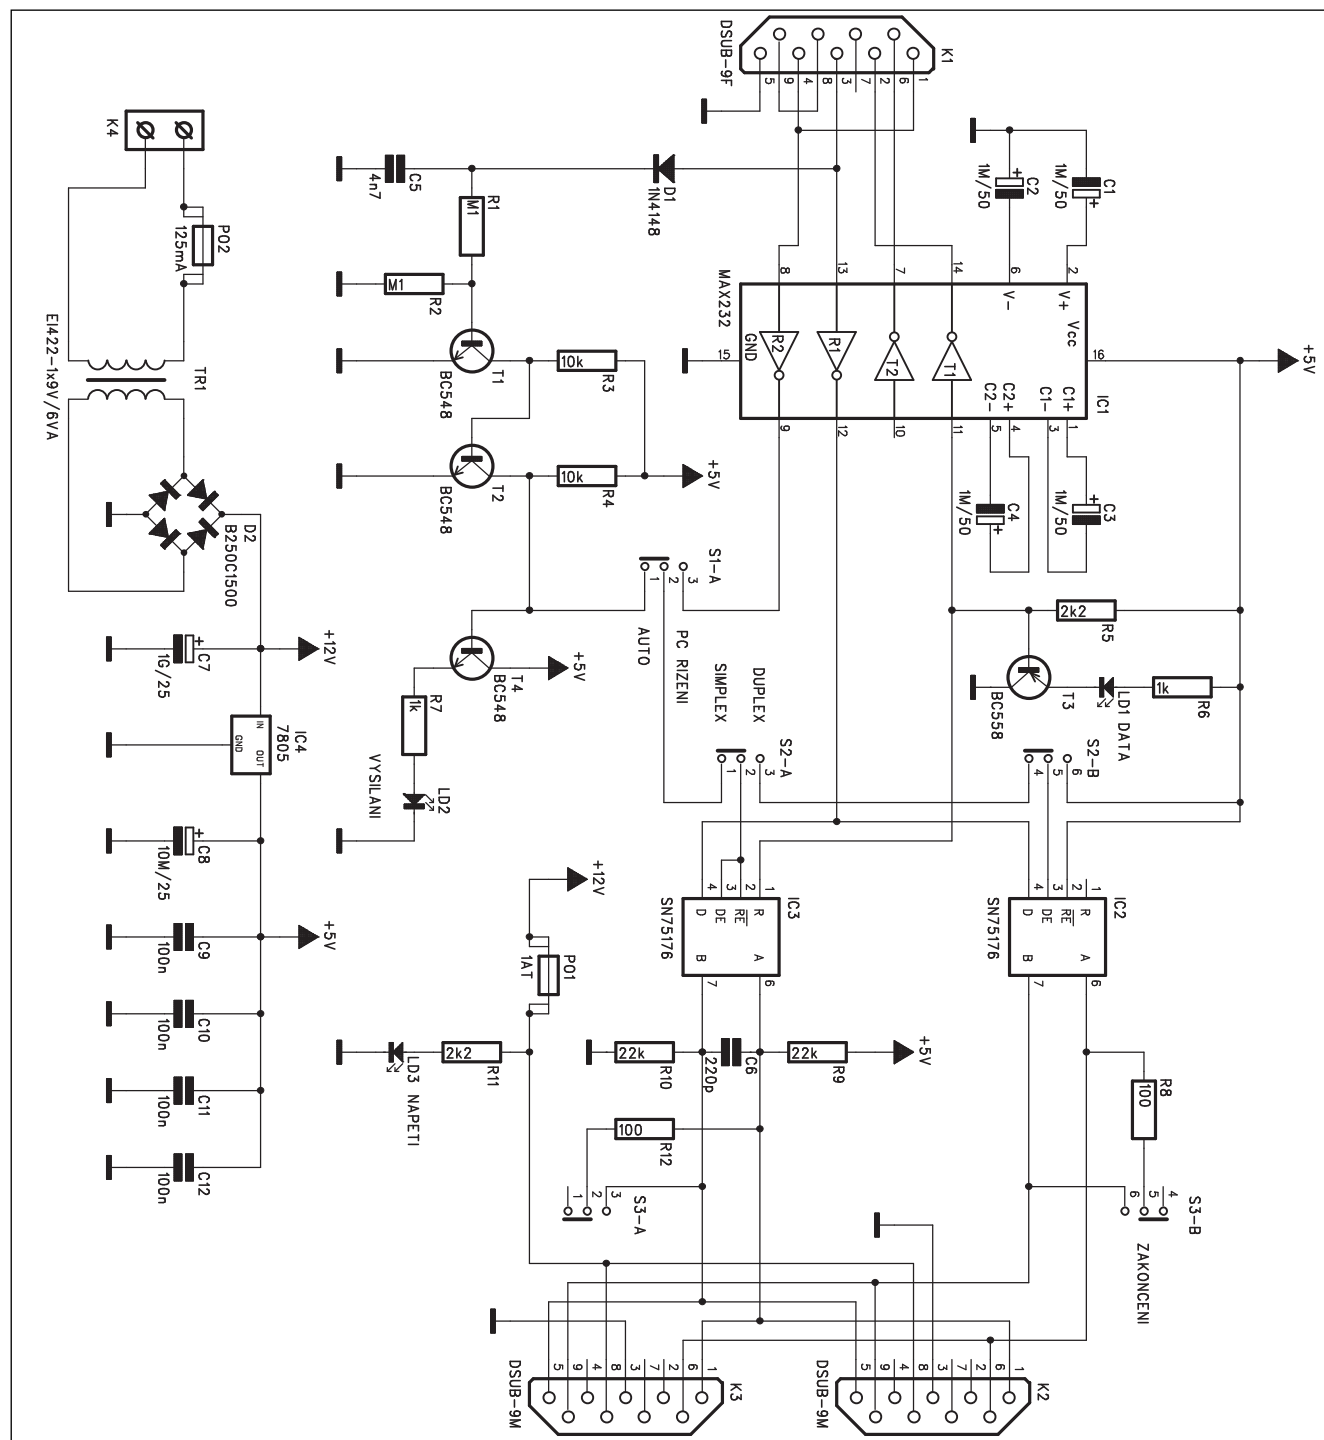 DSUB-9F
K1
5
9
4
8
3
7
2
6
1
K4
PO2
125mA
TR1
EI422-1x9V/6VA
D2
B250C1500
C5
4n7
D1
1N4148
R1
M1
R2
M1
T1
BC548
R3
10k
T2
BC548
R4
10k
+5V
C1
1M/50
C2
1M/50
8
13
7
14
6
2
MAX232
V-
V+
Vcc
GND
15
16
R2
R1
T2
T1
C2-
C2+
C1-
C1+
IC1
9
12
10
11
5
4
3
1
+5V
C4
1M/50
C3
1M/50
S1-A
1
2
3
AUTO
PC RIZENI
T4
BC548
+5V
R7
1k
LD2
VYSILANI
R5
2k2
T3
BC558
LD1 DATA
R6
1k
SIMPLEX
DUPLEX
S2-A
1
2
3
S2-B
4
5
6
+12V
C7
1G/25
IN
GND
OUT
IC4
7805
C8
10M/25
+5V
C9
100n
C10
100n
C11
100n
C12
100n
IC3
SN75176
4
3
2
1
D
DE
RE
R
B
A
7
6
IC2
SN75176
4
3
2
1
D
DE
RE
R
B
A
7
6
+12V
PO1
1AT
R11
2k2
LD3 NAPETI
R10
22k
C6
220p
R9
22k
+5V
R12
100
S3-A
1
2
3
R8
100
S3-B
6
5
4
ZAKONCENI
DSUB-9M
K3
5
9
4
8
3
7
2
6
1
DSUB-9M
K2
5
9
4
8
3
7
2
6
1